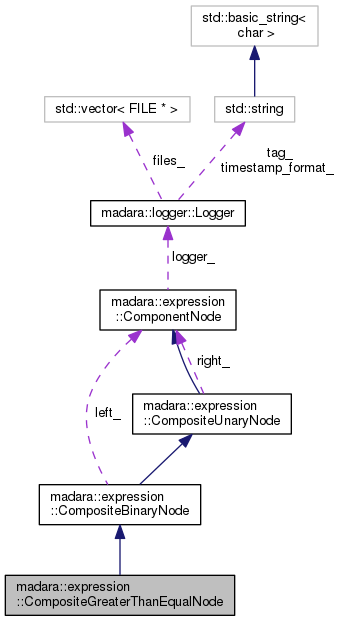 std::basic_string<
char >
std::vector< FILE * >
std::string
files_
tag_
timestamp_format_
madara::logger::Logger
logger_
madara::expression
::ComponentNode
right_
left_
madara::expression
::CompositeUnaryNode
madara::expression
::CompositeBinaryNode
madara::expression
::CompositeGreaterThanEqualNode